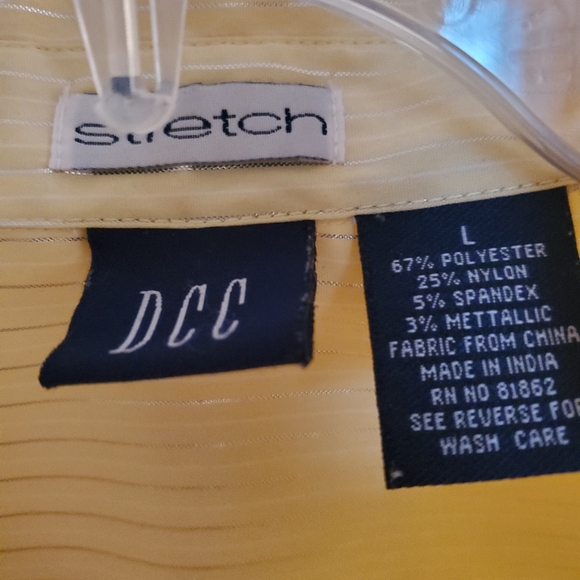 stretch
DCC
L
67% POLYESTER
25% NYLON
5% SPANDEX
3% METTALLIC
FABRIC FROM CHINA
MADE IN INDIA
RN NO 81862
SEE REVERSE FOR
WASH CARE